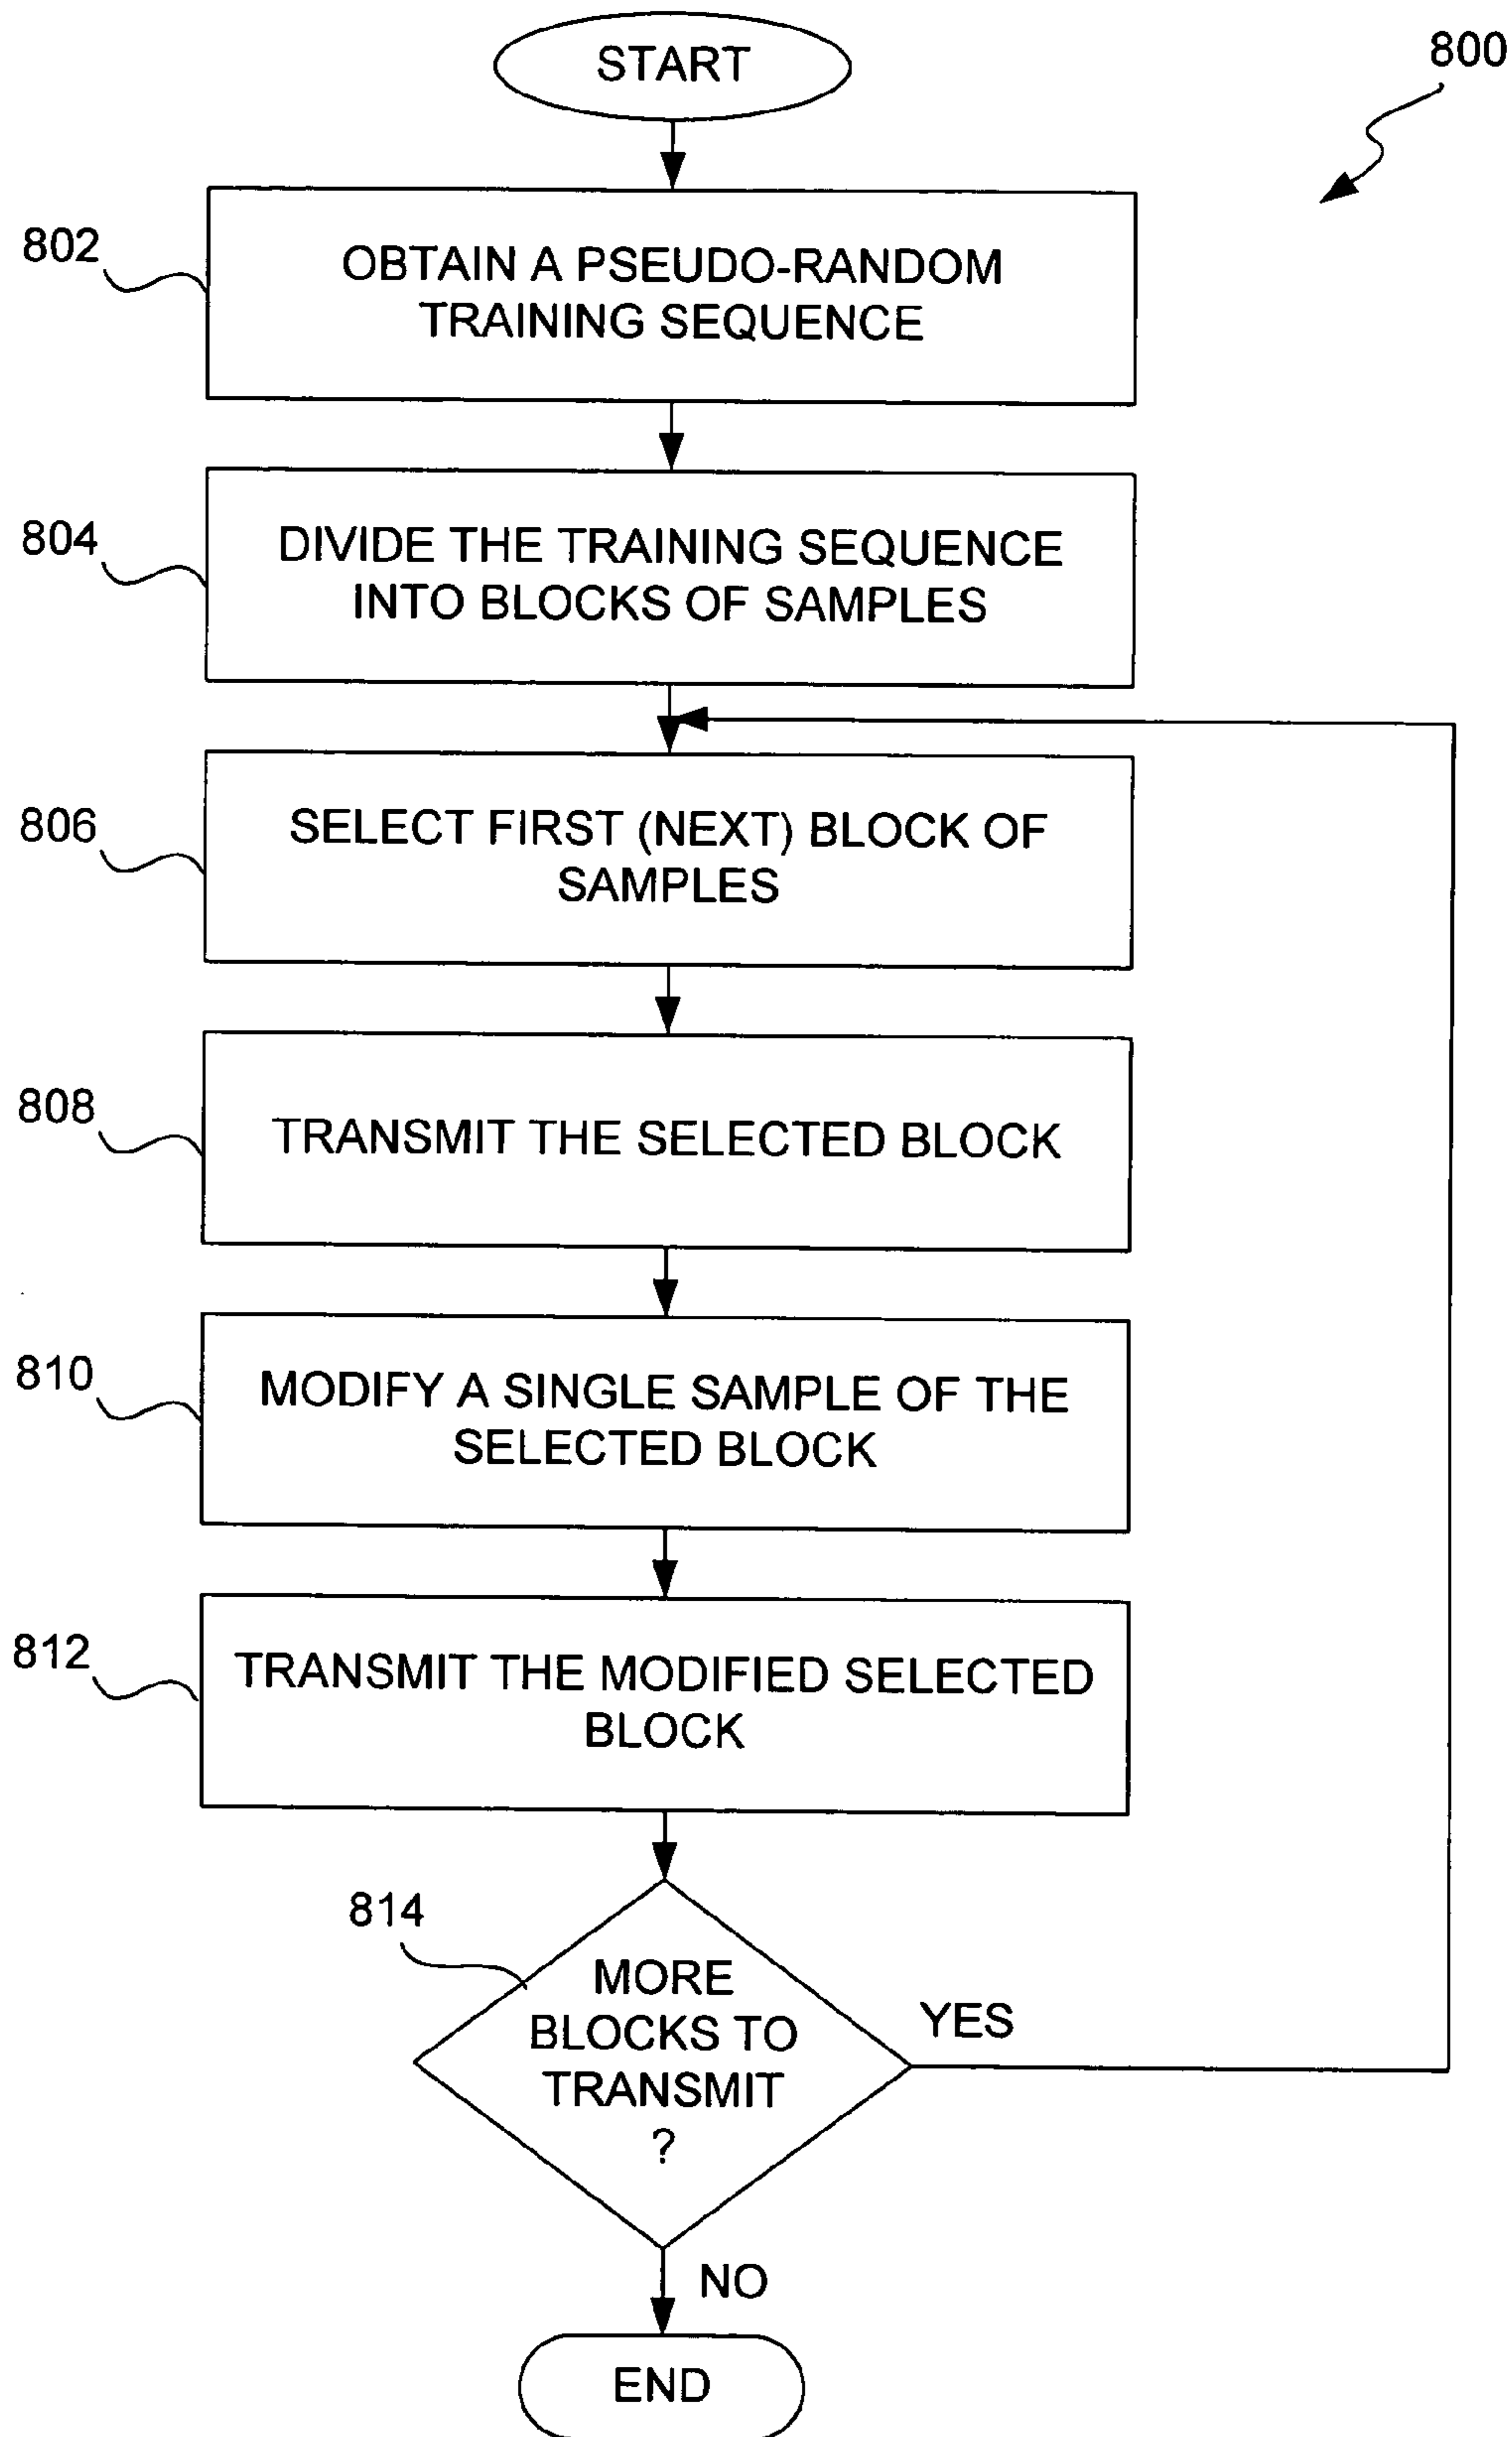 START
800
802
OBTAIN A PSEUDO-RANDOM
TRAINING SEQUENCE
804
DIVIDE THE TRAINING SEQUENCE
INTO BLOCKS OF SAMPLES
806
SELECT FIRST (NEXT) BLOCK OF
SAMPLES
808
TRANSMIT THE SELECTED BLOCK
810
MODIFY A SINGLE SAMPLE OF THE
SELECTED BLOCK
812
TRANSMIT THE MODIFIED SELECTED
BLOCK
814
MORE
BLOCKS TO
TRANSMIT
?
YES
NO
END